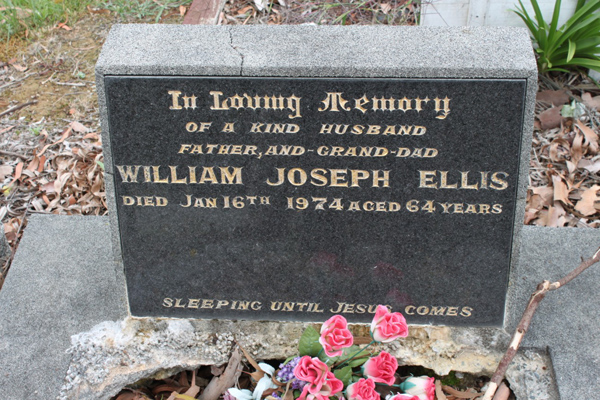 In Loving Memory
OF A KIND HUSBAND
FATHER, AND-GRAND-DAD
WILLIAM JOSEPH ELLIS
DIED JAN 16TH 1974 AGED 64 YEARS
SLEEPING UNTIL JESUS COMES